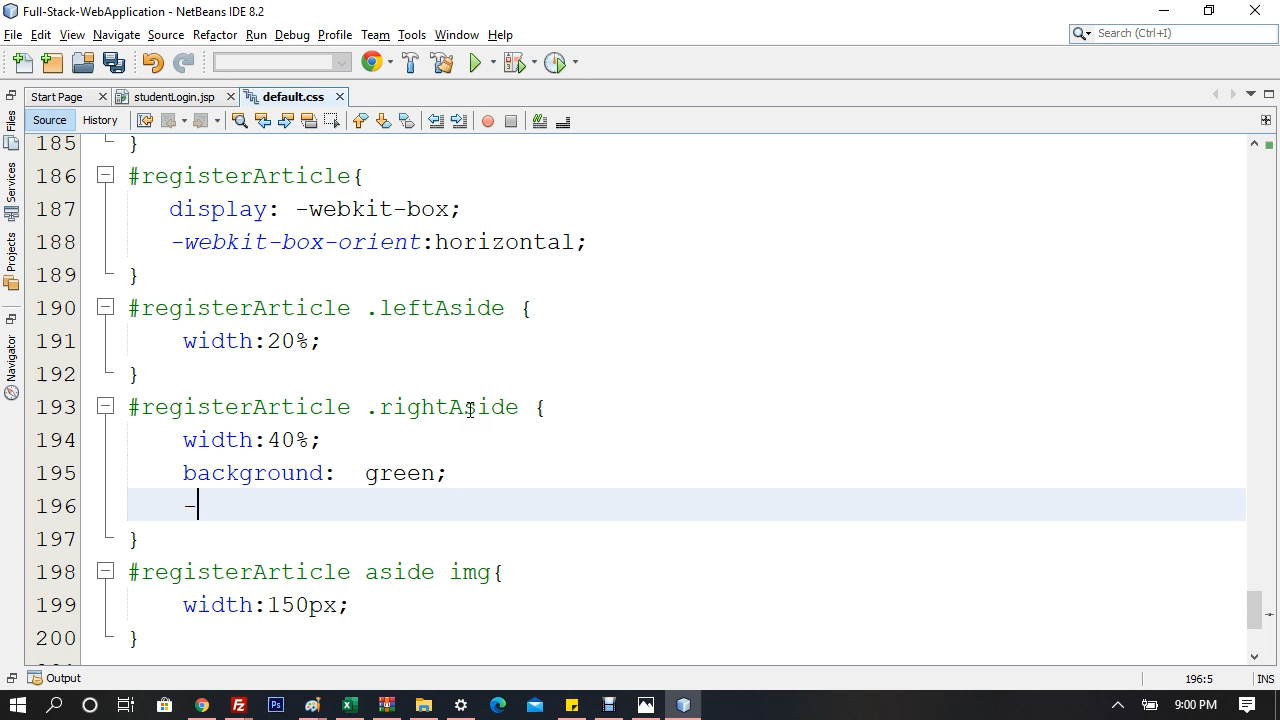 Full-Stack-WebApplication - NetBeans IDE 8.2
File Edit View Navigate Source Refactor Run Debug Profile Team Tools Window Help
Search (Ctrl+I)
Start Page studentLogin.jsp default.css
Source History
Files
Services
Projects
Navigator
185 }
186 #registerArticle{
187 display: -webkit-box;
188 -webkit-box-orient:horizontal;
189 }
190 #registerArticle .leftAside {
191 width:20%;
192 }
193 #registerArticle .rightAside {
194 width:40%;
195 background: green;
196 -
197 }
198 #registerArticle aside img{
199 width:150px;
200 }
Output
196:5 INS
9:00 PM